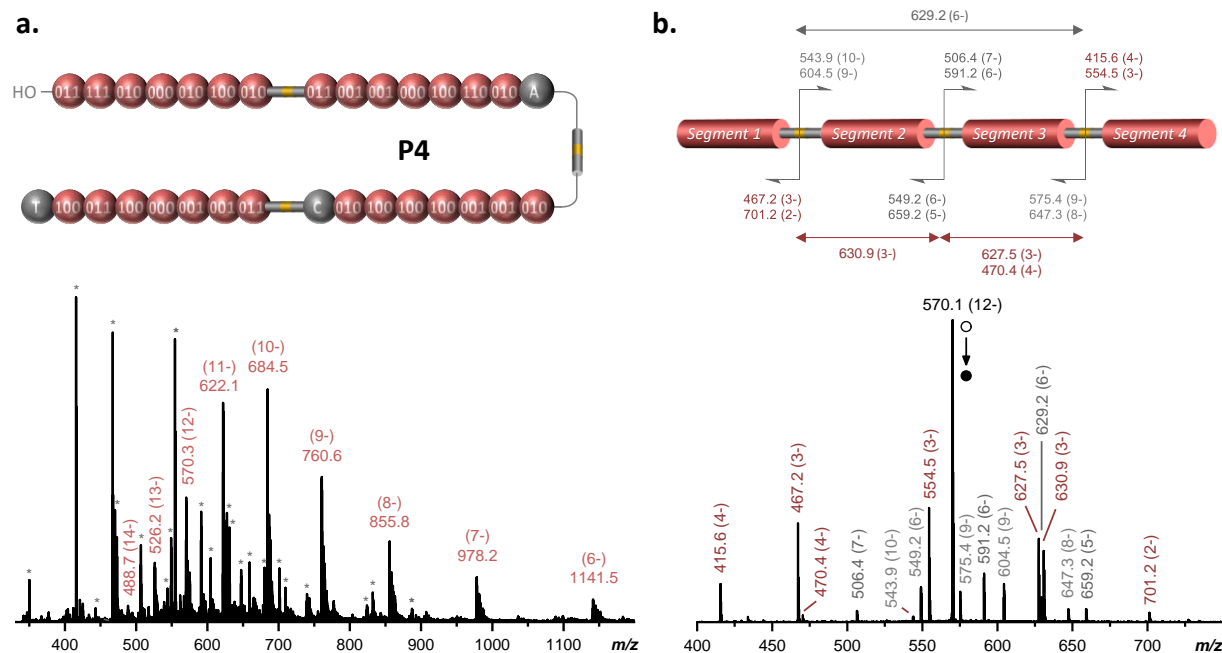 a.
HO
011 111 010 000 010 100 010 011 001 001 000 100 110 010 A
P4
T 100 011 100 000 001 001 011 C 010 100 100 100 001 001 010
(14-)
488.7
(13-)
526.2
(12-)
570.3
(11-)
622.1
(10-)
684.5
(9-)
760.6
(8-)
855.8
(7-)
978.2
(6-)
1141.5
* * * * * * * * * * * * * * * * * * * * * * *
400 500 600 700 800 900 1000 1100 m/z
b.
629.2 (6-)
543.9 (10-) 506.4 (7-) 415.6 (4-)
604.5 (9-) 591.2 (6-) 554.5 (3-)
Segment 1 Segment 2 Segment 3 Segment 4
467.2 (3-) 549.2 (6-) 575.4 (9-)
701.2 (2-) 659.2 (5-) 647.3 (8-)
630.9 (3-) 627.5 (3-)
470.4 (4-)
570.1 (12-)
415.6 (4-)
467.2 (3-)
470.4 (4-)
506.4 (7-)
543.9 (10-)
549.2 (6-)
554.5 (3-)
575.4 (9-)
591.2 (6-)
604.5 (9-)
627.5 (3-)
629.2 (6-)
630.9 (3-)
647.3 (8-)
659.2 (5-)
701.2 (2-)
400 450 500 550 600 650 700 m/z